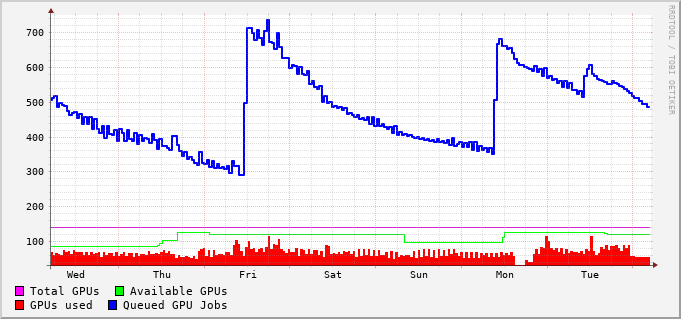 RRDTOOL / TOBI OETIKER
700
600
500
400
300
200
100
Wed Thu Fri Sat Sun Mon Tue
Total GPUs Available GPUs
GPUs used Queued GPU Jobs